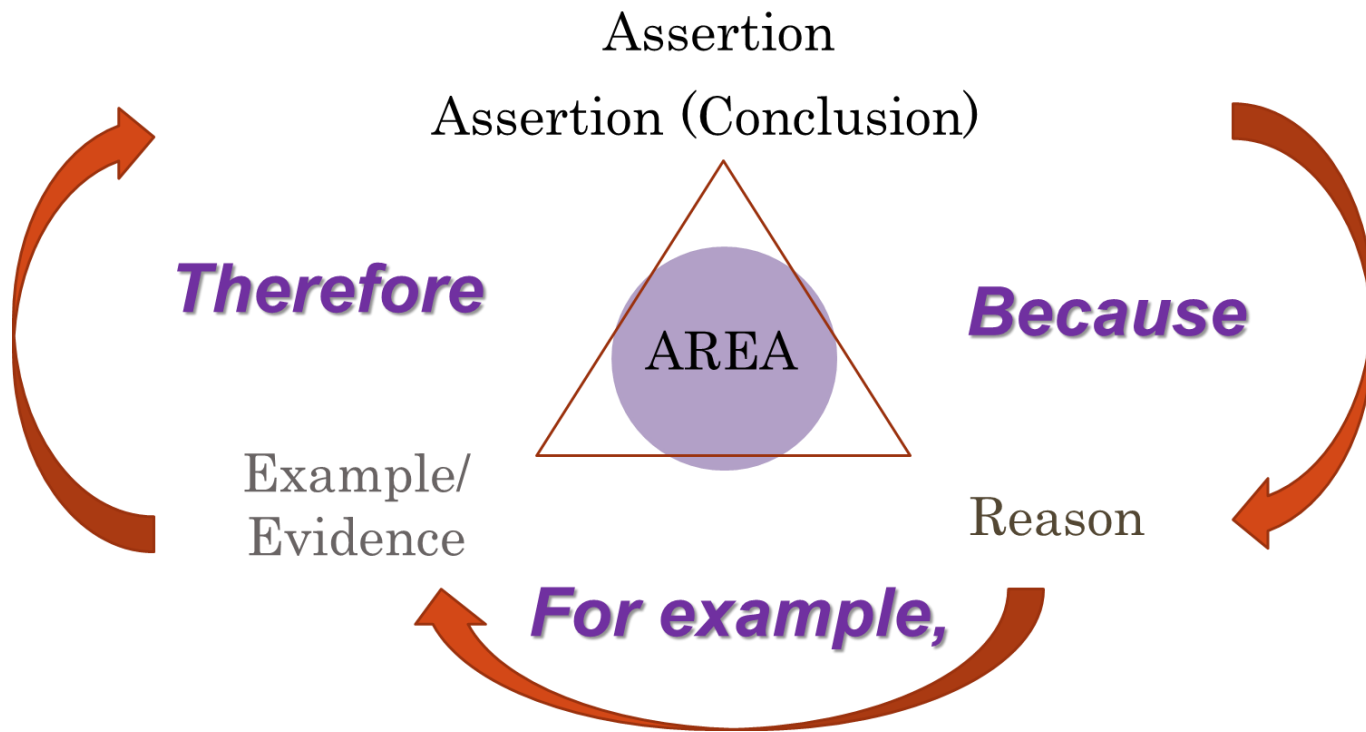 Assertion
Assertion (Conclusion)
Therefore
Because
AREA
Example/
Evidence
Reason
For example,